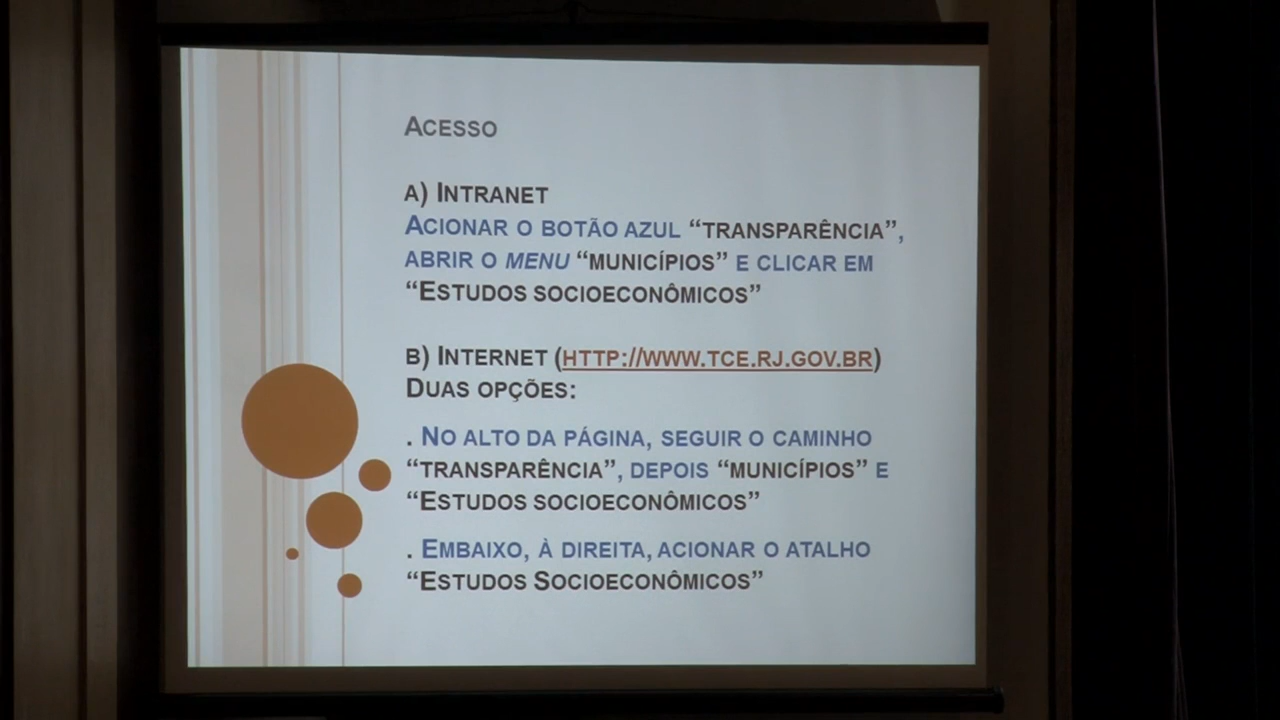 ACESSO
A) INTRANET
ACIONAR O BOTÃO AZUL “TRANSPARÊNCIA”,
ABRIR O MENU “MUNICÍPIOS” E CLICAR EM
“ESTUDOS SOCIOECONÔMICOS”
B) INTERNET (HTTP://WWW.TCE.RJ.GOV.BR)
DUAS OPÇÕES:
. NO ALTO DA PÁGINA, SEGUIR O CAMINHO
“TRANSPARÊNCIA”, DEPOIS “MUNICÍPIOS” E
“ESTUDOS SOCIOECONÔMICOS”
. EMBAIXO, À DIREITA, ACIONAR O ATALHO
“ESTUDOS SOCIOECONÔMICOS”